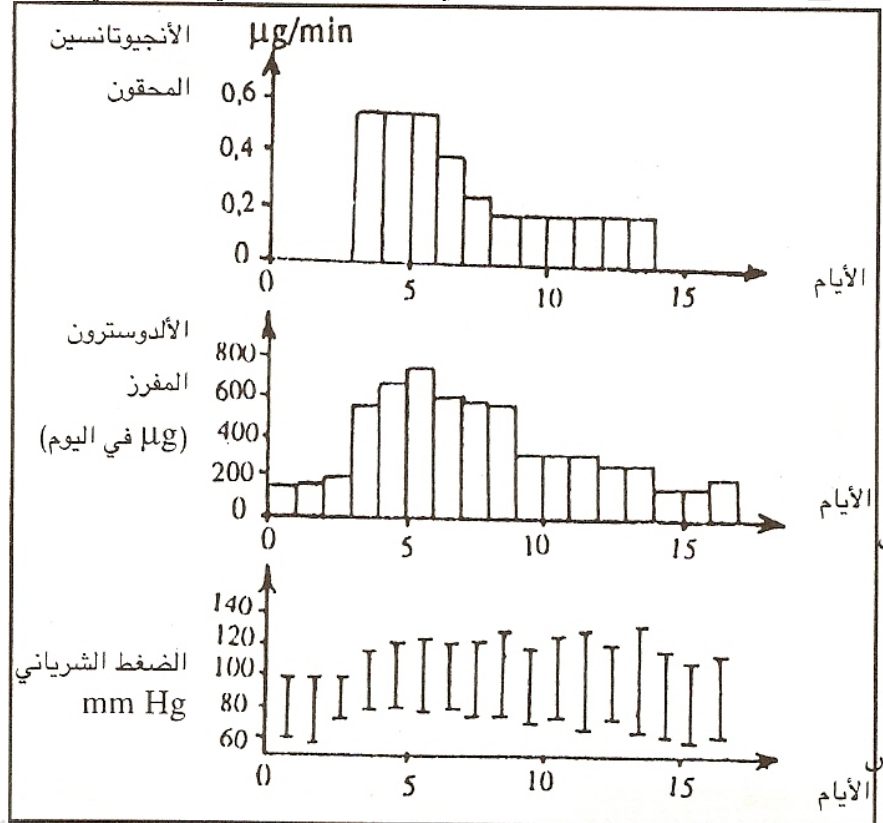 الأنجيوتانسين
المحقون
µg/min
0,6
0,4
0,2
0
0 5 10 15
الأيام
الألدوسترون
المفرز
(µg في اليوم)
800
600
400
200
0
0 5 10 15
الأيام
الضغط الشرياني
mm Hg
140
120
100
80
60
0 5 10 15
الأيام